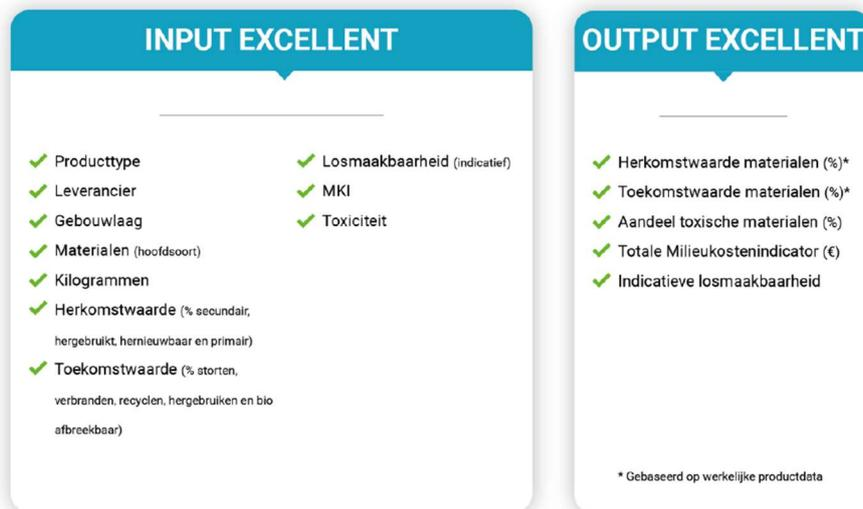 INPUT EXCELLENT
Producttype
Leverancier
Gebouwlaag
Materialen (hoofdsoort)
Kilogrammen
Herkomstwaarde (% secundair,
hergebruikt, hernieuwbaar en primair)
Toekomstwaarde (% storten,
verbranden, recyclen, hergebruiken en bio
afbreekbaar)
Losmaakbaarheid (indicatief)
MKI
Toxiciteit
OUTPUT EXCELLENT
Herkomstwaarde materialen (%)*
Toekomstwaarde materialen (%)*
Aandeel toxische materialen (%)
Totale Milieukostenindicator (€)
Indicatieve losmaakbaarheid
* Gebaseerd op werkelijke productdata